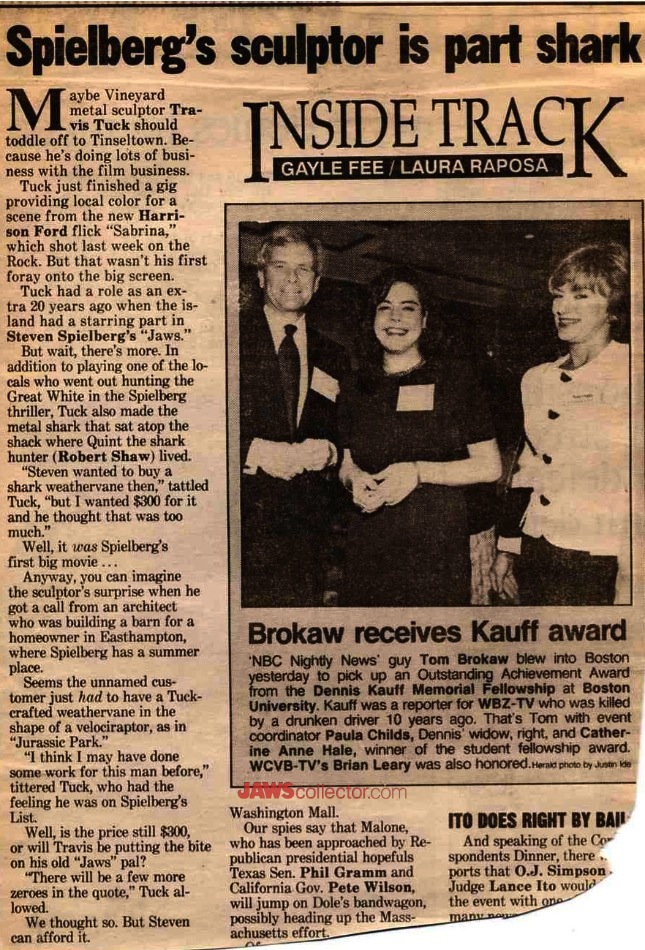 Spielberg's sculptor is part shark
Maybe Vineyard
metal sculptor Tra-
vis Tuck should
toddle off to Tinseltown. Be-
cause he's doing lots of busi-
ness with the film business.
Tuck just finished a gig
providing local color for a
scene from the new Harri-
son Ford flick "Sabrina,"
which shot last week on the
Rock. But that wasn't his first
foray onto the big screen.
Tuck had a role as an ex-
tra 20 years ago when the is-
land had a starring part in
Steven Spielberg's "Jaws."
But wait, there's more. In
addition to playing one of the lo-
cals who went out hunting the
Great White in the Spielberg
thriller, Tuck also made the
metal shark that sat atop the
shack where Quint the shark
hunter (Robert Shaw) lived.
"Steven wanted to buy a
shark weathervane then," tattled
Tuck, "but I wanted $300 for it
and he thought that was too
much."
Well, it was Spielberg's
first big movie ...
Anyway, you can imagine
the sculptor's surprise when he
got a call from an architect
who was building a barn for a
homeowner in Easthampton,
where Spielberg has a summer
place.
Seems the unnamed cus-
tomer just had to have a Tuck-
crafted weathervane in the
shape of a velociraptor, as in
"Jurassic Park."
"I think I may have done
some work for this man before,"
tittered Tuck, who had the
feeling he was on Spielberg's
List.
Well, is the price still $300,
or will Travis be putting the bite
on his old "Jaws" pal?
"There will be a few more
zeroes in the quote," Tuck al-
lowed.
We thought so. But Steven
can afford it.
INSIDE TRACK
GAYLE FEE / LAURA RAPOSA
Brokaw receives Kauff award
'NBC Nightly News' guy Tom Brokaw blew into Boston
yesterday to pick up an Outstanding Achievement Award
from the Dennis Kauff Memorial Fellowship at Boston
University. Kauff was a reporter for WBZ-TV who was killed
by a drunken driver 10 years ago. That's Tom with event
coordinator Paula Childs, Dennis' widow, right, and Cather-
ine Anne Hale, winner of the student fellowship award.
WCVB-TV's Brian Leary was also honored. Herald photo by Justin Ide
JAWScollector.com
Washington Mall.
Our spies say that Malone,
who has been approached by Re-
publican presidential hopefuls
Texas Sen. Phil Gramm and
California Gov. Pete Wilson,
will jump on Dole's bandwagon,
possibly heading up the Mass-
achusetts effort.
ITO DOES RIGHT BY BAIL
And speaking of the
spondents Dinner, there
ports that O.J. Simpson
Judge Lance Ito would
the event with one
many